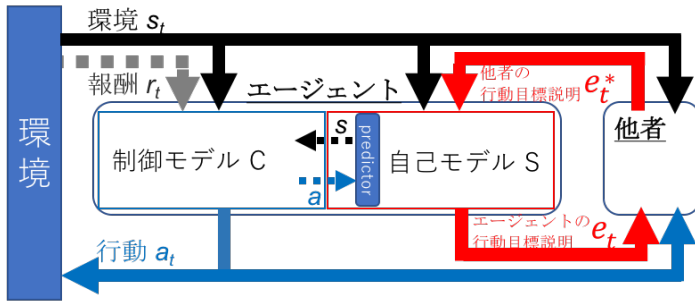 環境 s_t
報酬 r_t
エージェント
他者の
行動目標説明 e_t^*
他者
環境
制御モデル C
s
predictor
a
自己モデル S
エージェントの
行動目標説明 e_t
行動 a_t